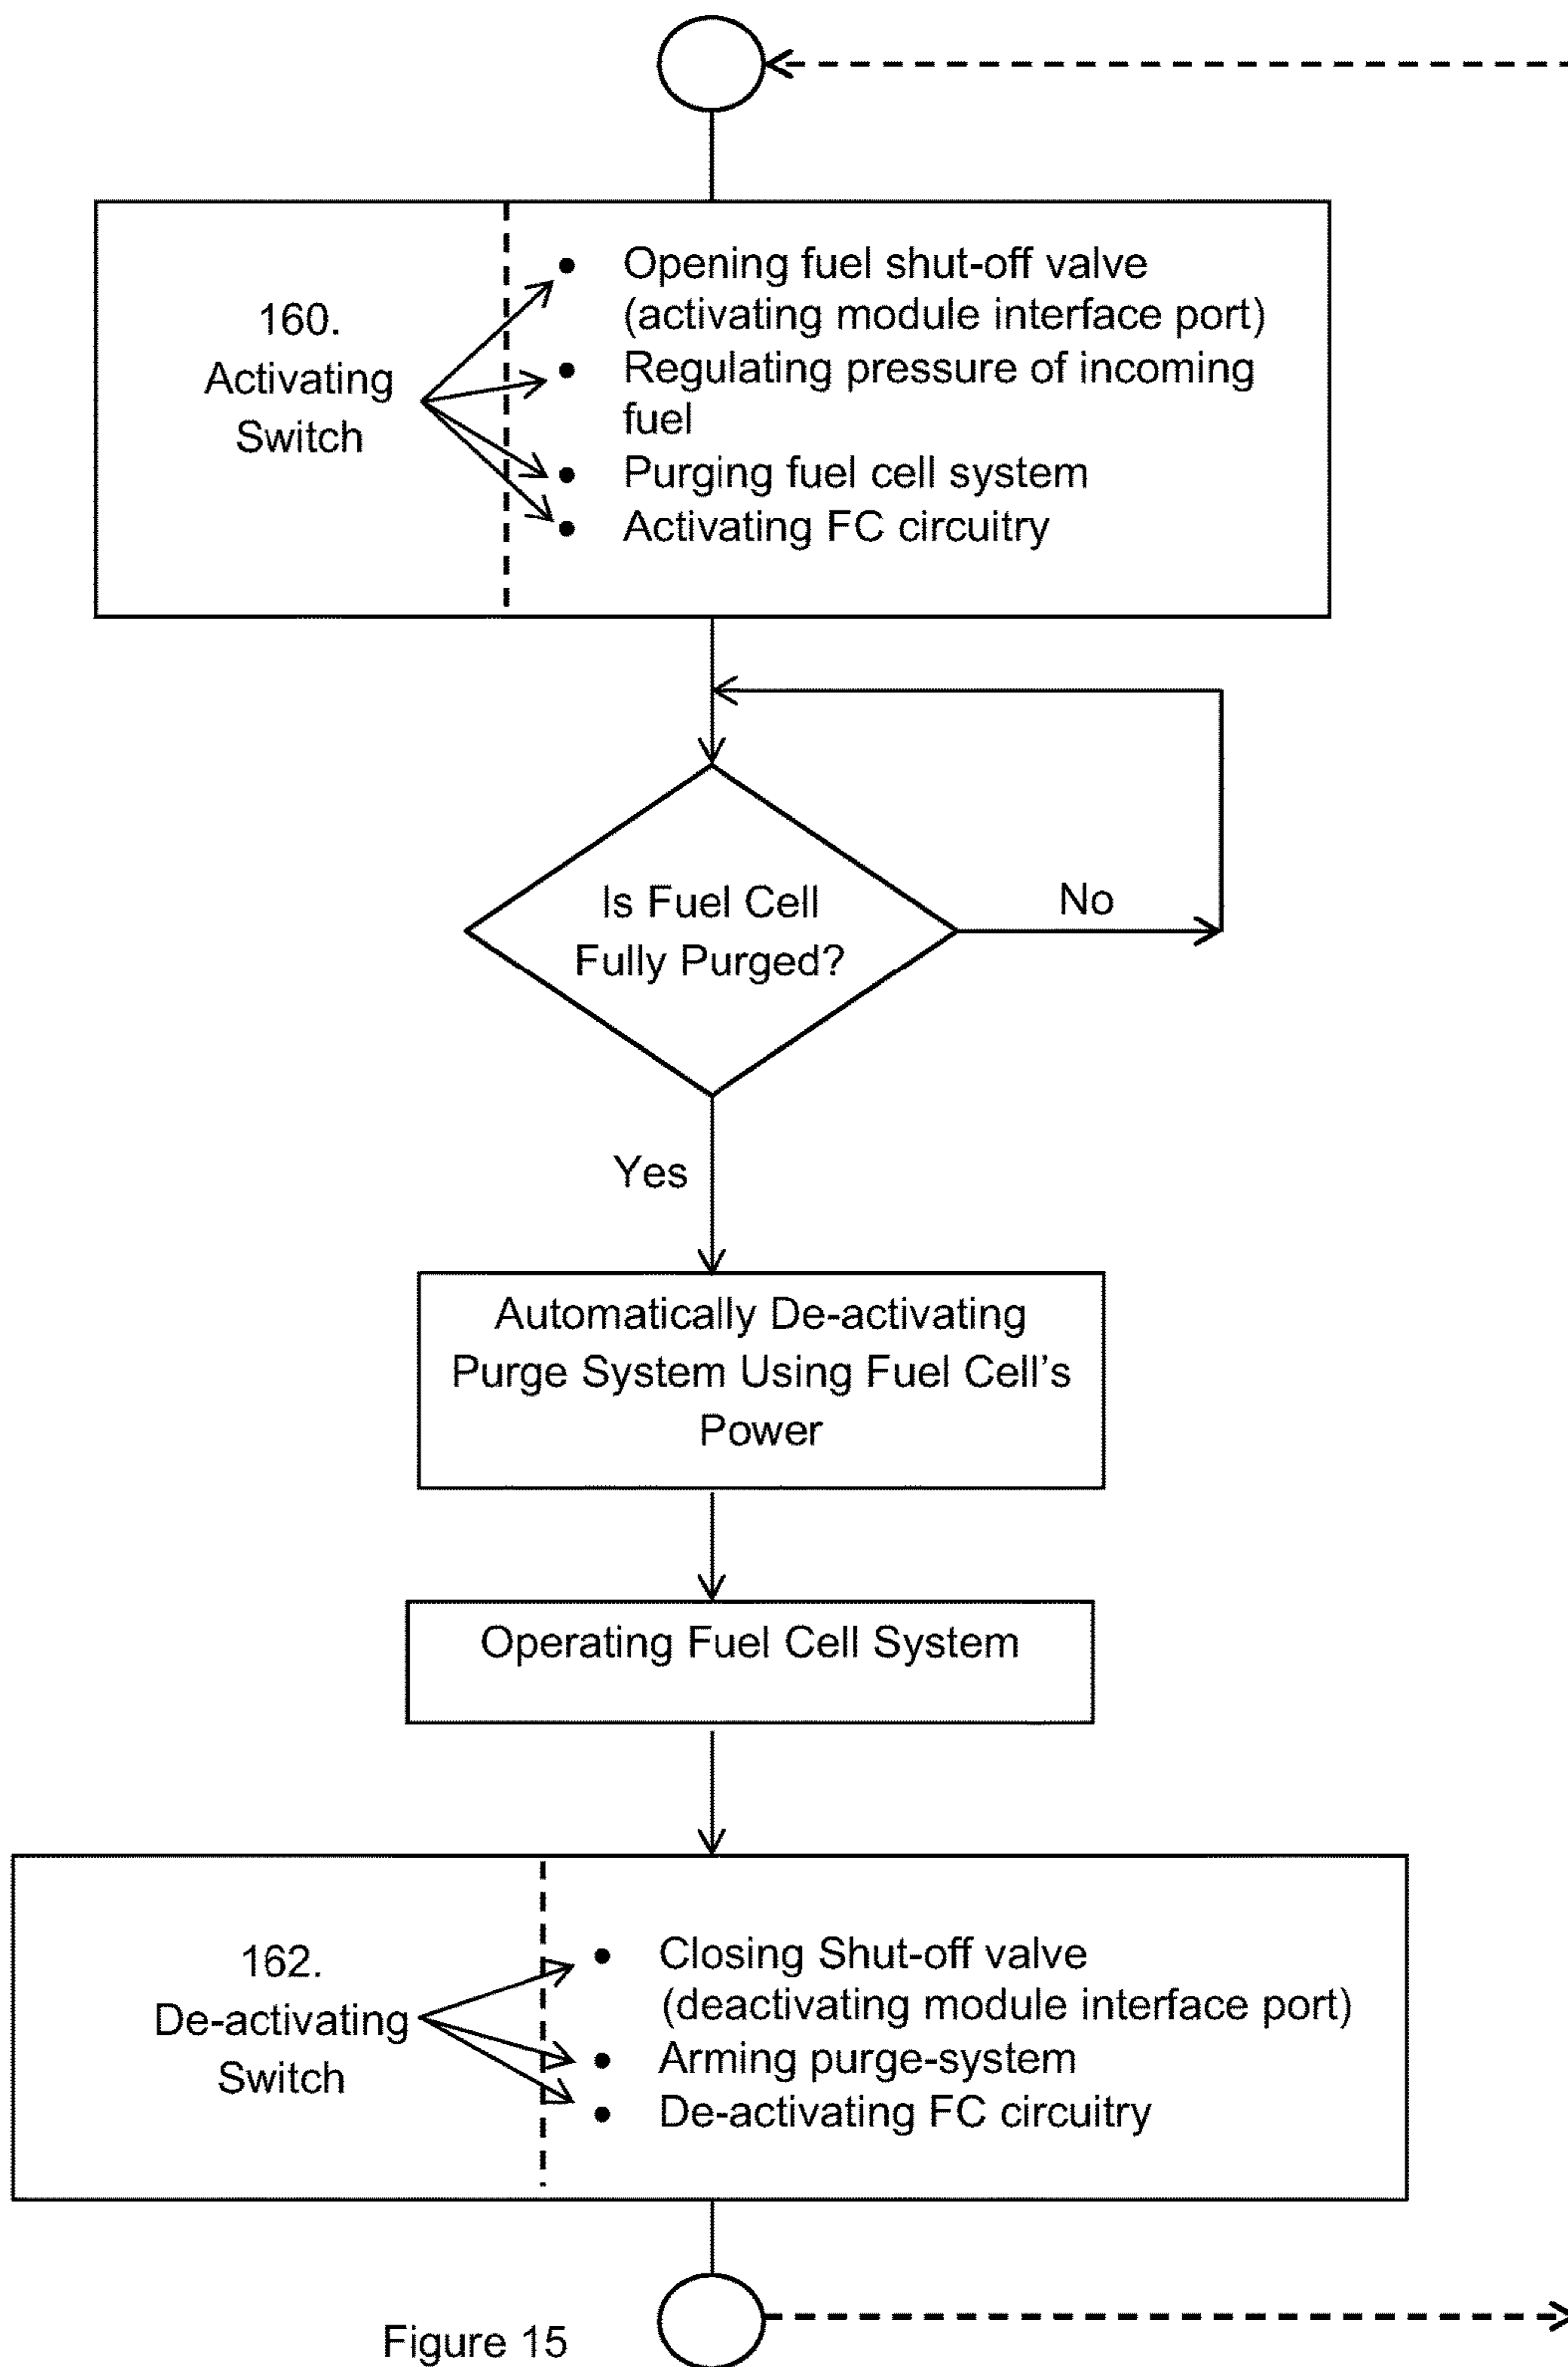 160.
Activating
Switch
• Opening fuel shut-off valve
(activating module interface port)
• Regulating pressure of incoming
fuel
• Purging fuel cell system
• Activating FC circuitry
Is Fuel Cell
Fully Purged?
No
Yes
Automatically De-activating
Purge System Using Fuel Cell's
Power
Operating Fuel Cell System
162.
De-activating
Switch
• Closing Shut-off valve
(deactivating module interface port)
• Arming purge-system
• De-activating FC circuitry
Figure 15